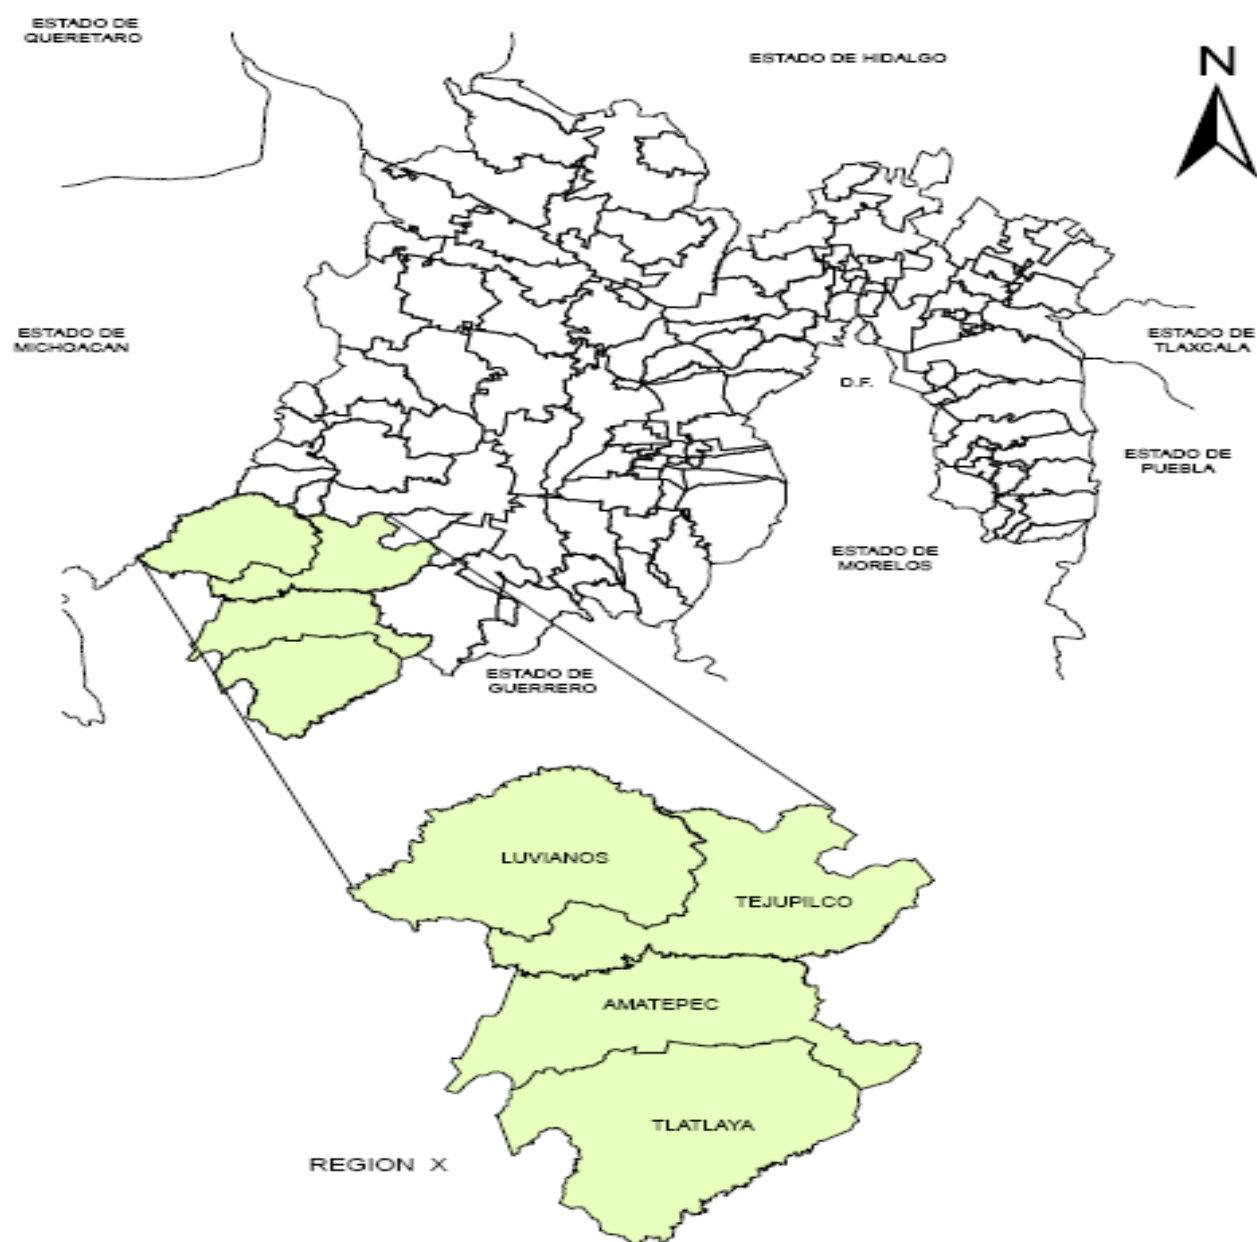 ESTADO DE
QUERETARO
ESTADO DE HIDALGO
N
ESTADO DE
MICHOACAN
ESTADO DE
TLAXCALA
D.F.
ESTADO DE
PUEBLA
ESTADO DE
MORELOS
ESTADO DE
GUERRERO
LUVIANOS
TEJUPILCO
AMATEPEC
TLATLAYA
REGION X